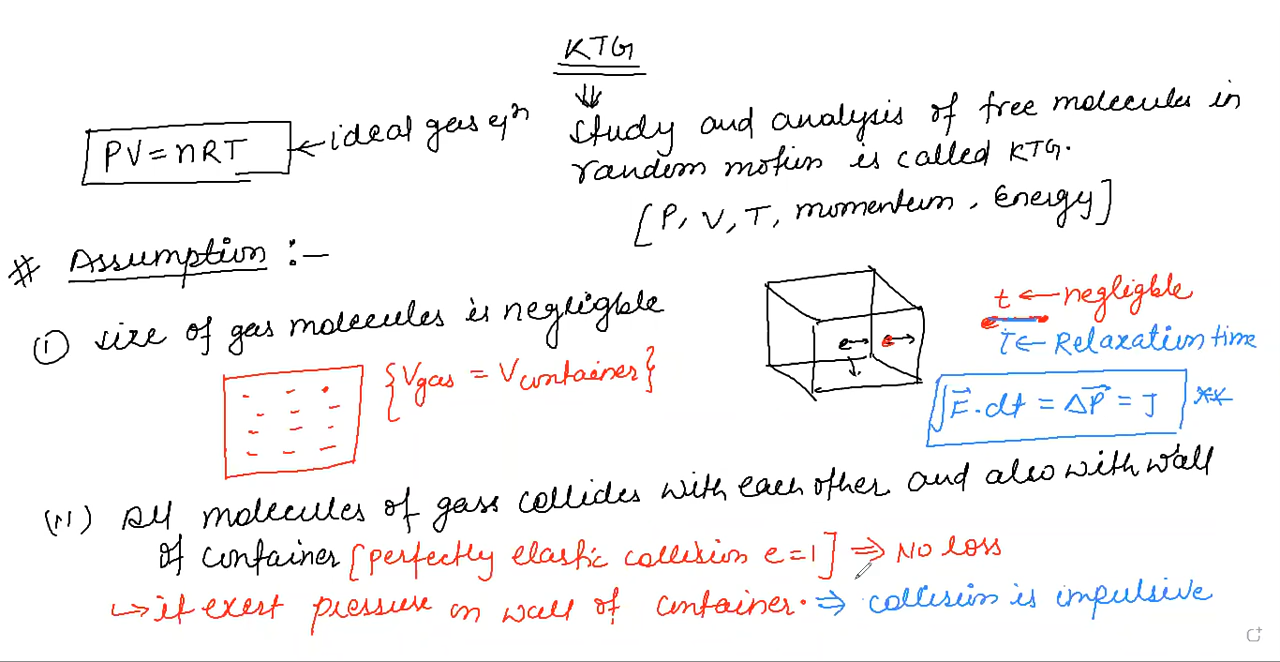 KTG
PV=nRT ← ideal gas eqn
⇓
Study and analysis of free molecules in
random motion is called KTG.
[P, V, T, momentum, Energy]
# Assumption :-
(i) size of gas molecules is negligble
{Vgas = Vcontainer}
t ← negligble
τ ← Relaxation time
∫F⃗.dt = ΔP⃗ = J **
e →
e →
(ii) All molecules of gass collides with each other and also with wall
of container [perfectly elastic collision e=1] ⇒ NO loss
↳ it exert pressure on wall of container. ⇒ collision is impulsive